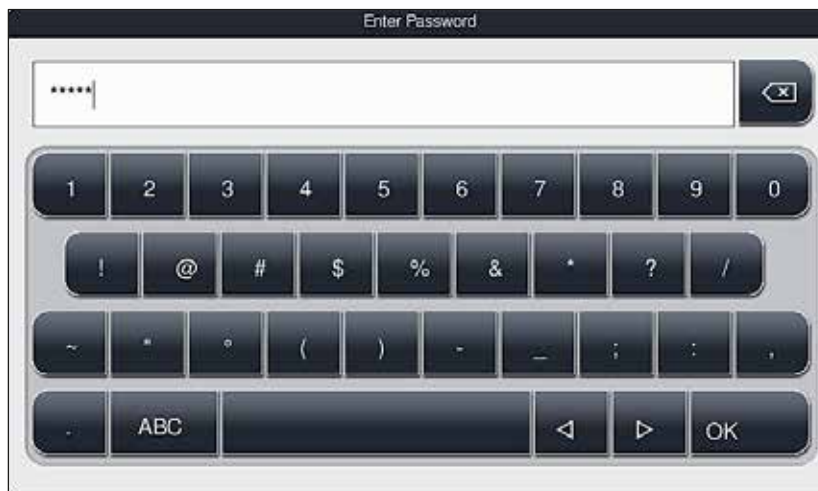 Enter Password
*****
1 2 3 4 5 6 7 8 9 0
! @ # $ % & * ? /
~ " ° ( ) - _ ; : ,
. ABC OK